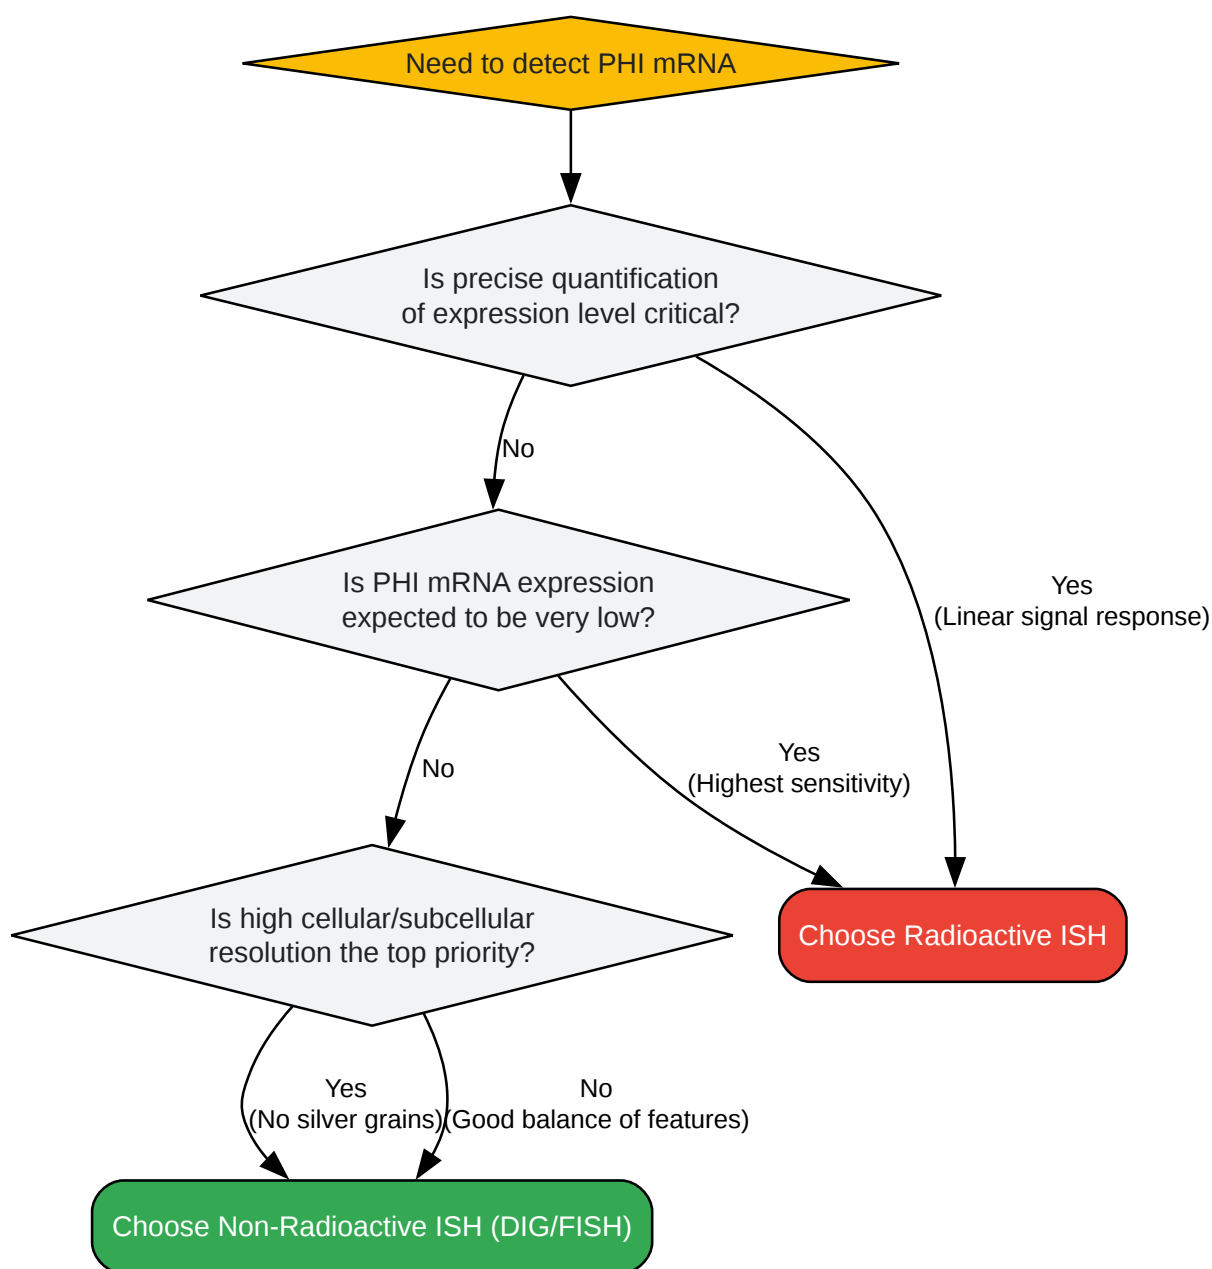 Need to detect PHI mRNA
Is precise quantification
of expression level critical?
No
Is PHI mRNA expression
expected to be very low?
Yes
(Linear signal response)
No
Yes
(Highest sensitivity)
Is high cellular/subcellular
resolution the top priority?
Choose Radioactive ISH
Yes
(No silver grains)
No
(Good balance of features)
Choose Non-Radioactive ISH (DIG/FISH)